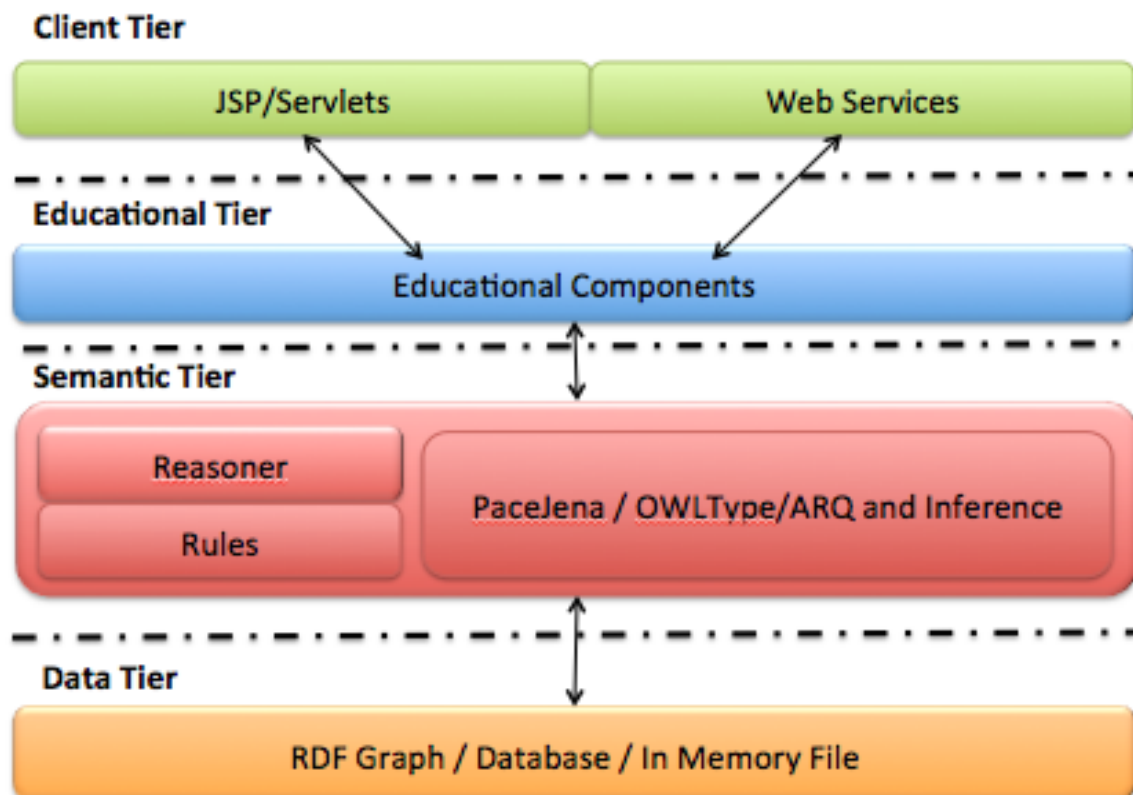 Client Tier
JSP/Servlets
Web Services
Educational Tier
Educational Components
Semantic Tier
Reasoner
Rules
PaceJena / OWLType/ARQ and Inference
Data Tier
RDF Graph / Database / In Memory File